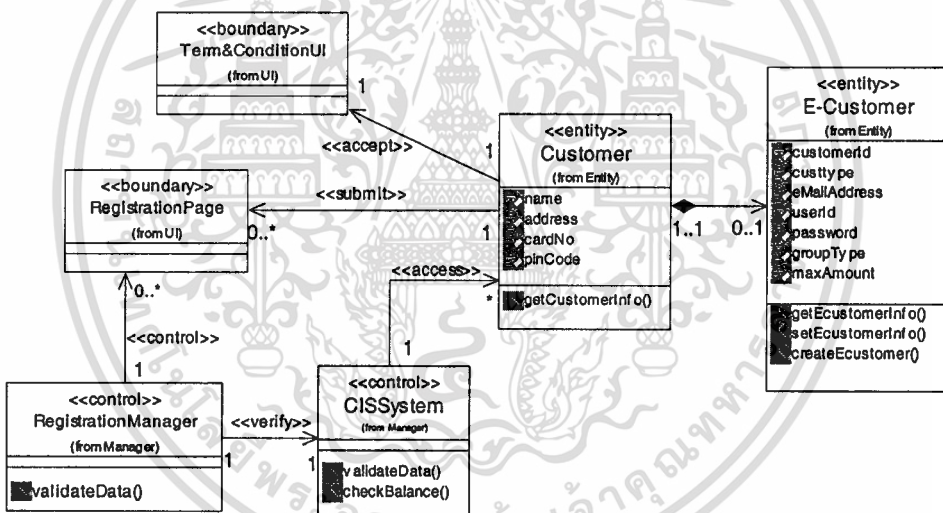 <<boundary>>
Term&ConditionUI
(from UI)
1
<<accept>>
<<boundary>>
RegistrationPage
(from UI)
0..*
<<submit>>
1
1
<<entity>>
Customer
(from Entity)
name
address
cardNo
pinCode
getCustomerInfo()
1..1
0..1
<<entity>>
E-Customer
(from Entity)
customerId
custtype
eMailAddress
userId
password
groupType
maxAmount
getEcustomerInfo()
setEcustomerInfo()
createEcustomer()
<<access>>
*
1
0..*
<<control>>
1
<<control>>
RegistrationManager
(from Manager)
validateData()
1
<<verify>>
1
<<control>>
CISSystem
(from Manager)
validateData()
checkBalance()